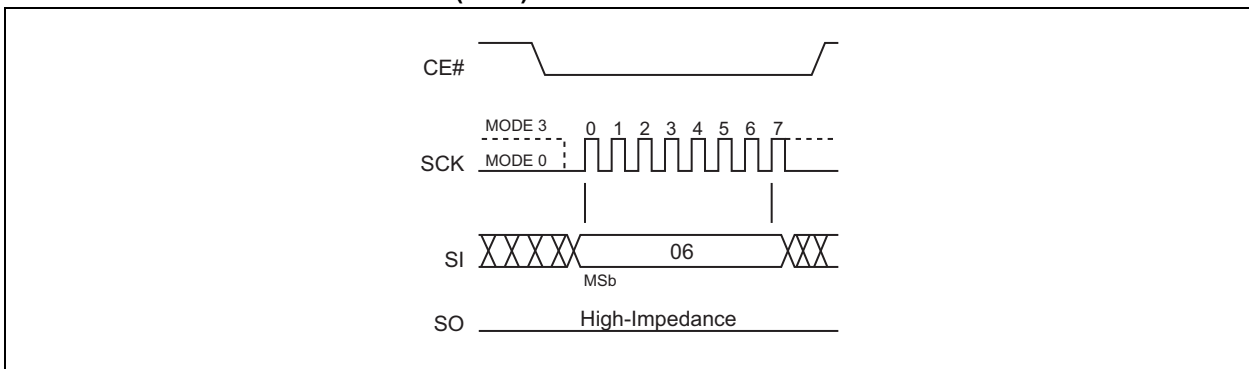 CE#
MODE 3
0 1 2 3 4 5 6 7
SCK
MODE 0
SI
06
MSb
SO
High-Impedance